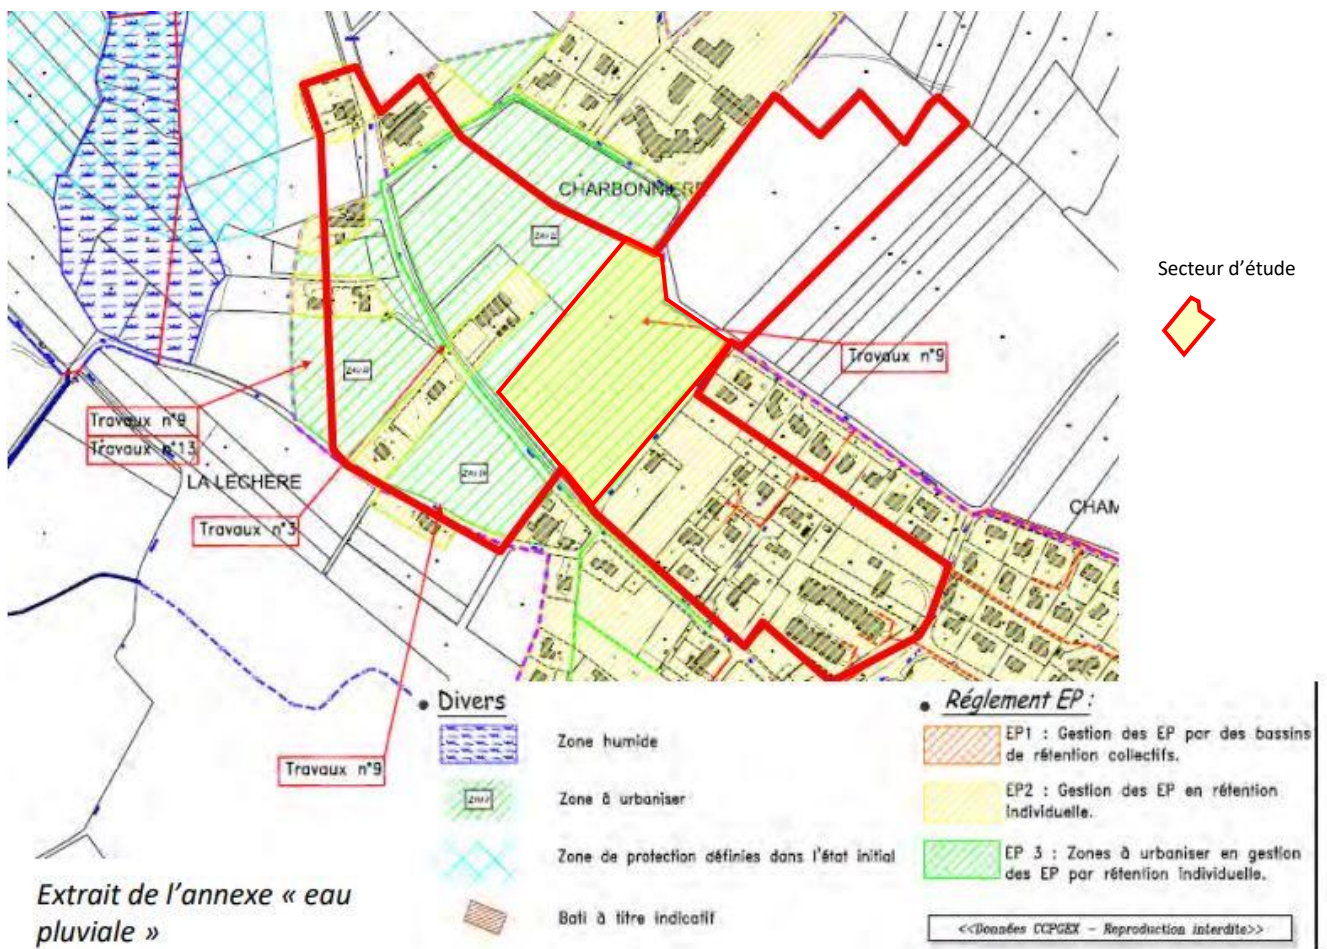 CHARBONNIERE
Secteur d'étude
Travaux n°9
Travaux n°9
Travaux n°13
LA LECHERE
Travaux n°3
CHAM
Travaux n°9
• Divers
Zone humide
Zone à urbaniser
Zone de protection définies dans l'état initial
Bati à titre indicatif
• Réglement EP :
EP1 : Gestion des EP par des bassins
de rétention collectifs.
EP2 : Gestion des EP en rétention
individuelle.
EP 3 : Zones à urbaniser en gestion
des EP par rétention individuelle.
<<Données CCPGEX - Reproduction interdite>>
Extrait de l'annexe « eau
pluviale »